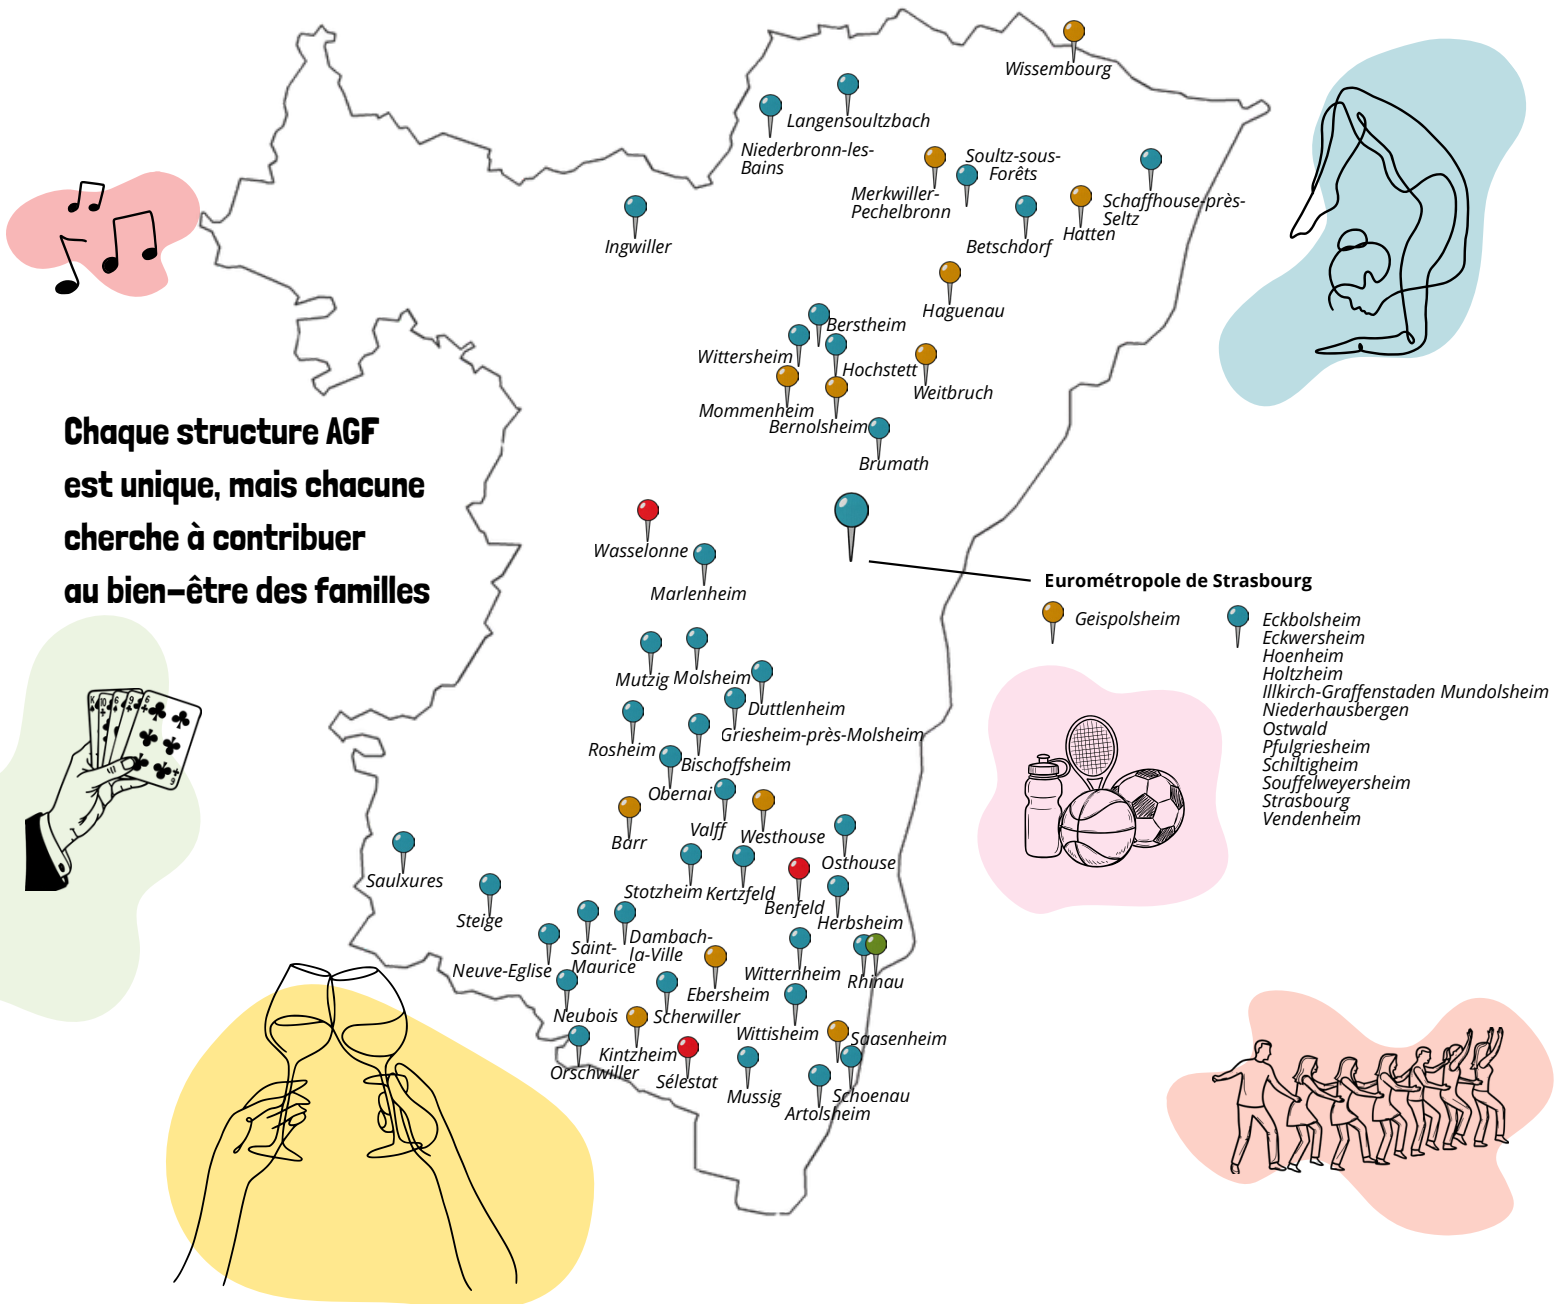 Wissembourg
Langensoultzbach
Niederbronn-les-
Bains
Soultz-sous-
Forêts
Merkwiller-
Pechelbronn
Schaffhouse-près-
Seltz
Hatten
Betschdorf
Ingwiller
Haguenau
Berstheim
Wittersheim
Hochstett
Weitbruch
Mommenheim
Bernolsheim
Brumath
Chaque structure AGF
est unique, mais chacune
cherche à contribuer
au bien-être des familles
Wasselonne
Marlenheim
Eurométropole de Strasbourg
Geispolsheim
Eckbolsheim
Eckwersheim
Hoenheim
Holtzheim
Illkirch-Graffenstaden Mundolsheim
Niederhausbergen
Ostwald
Pfulgriesheim
Schiltigheim
Souffelweyersheim
Strasbourg
Vendenheim
Mutzig
Molsheim
Duttlenheim
Griesheim-près-Molsheim
Rosheim
Bischoffsheim
Obernai
Valff
Westhouse
Barr
Osthouse
Saulxures
Stotzheim
Kertzfeld
Benfeld
Herbsheim
Steige
Saint-
Maurice
Dambach-
la-Ville
Neuve-Eglise
Witternheim
Rhinau
Ebersheim
Neubois
Scherwiller
Wittisheim
Saasenheim
Kintzheim
Orschwiller
Sélestat
Mussig
Schoenau
Artolsheim
K
10
6
9
6
6